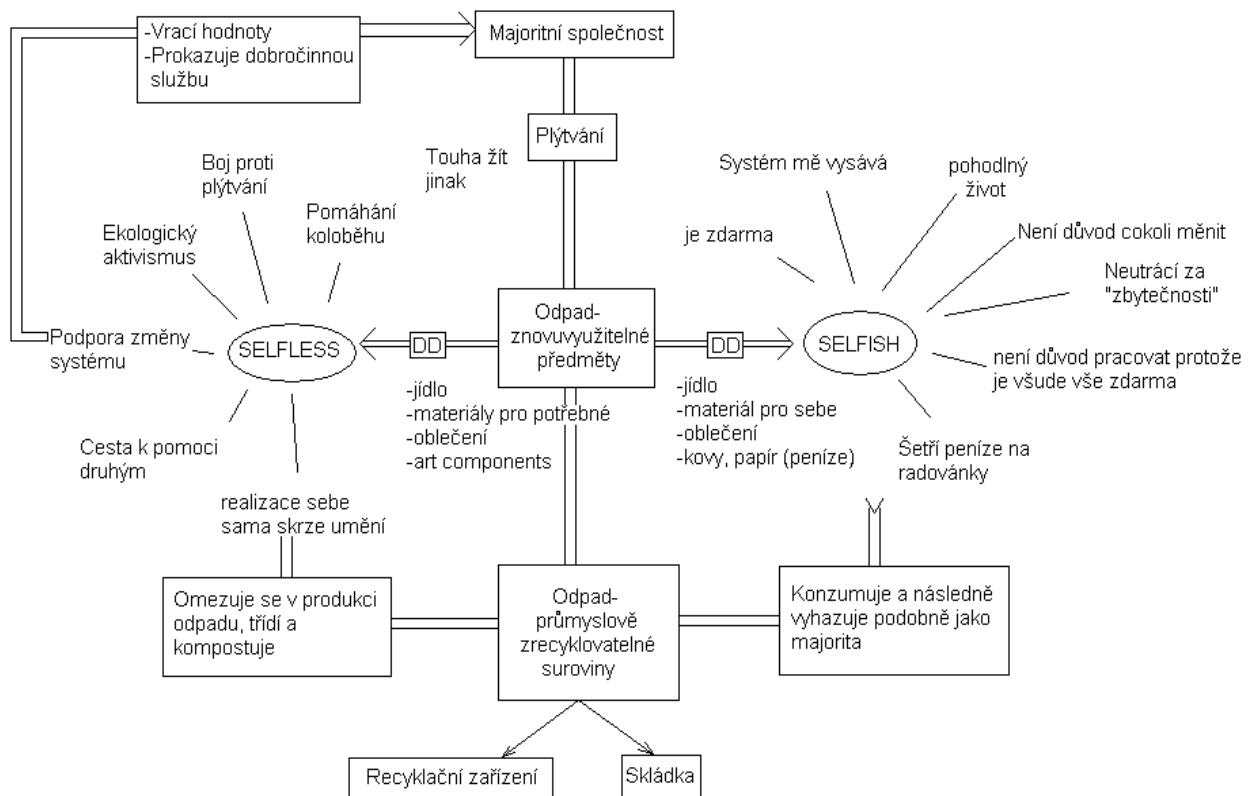 -Vrací hodnoty
-Prokazuje dobročinnou
službu
Majoritní společnost
Plýtvání
Touha žít
jinak
Boj proti
plýtvání
Pomáhání
koloběhu
Ekologický
aktivismus
Podpora změny
systému
SELFLESS
Cesta k pomoci
druhým
realizace sebe
sama skrze umění
DD
-jídlo
-materiály pro potřebné
-oblečení
-art components
Odpad-
znovuvyužitelné
předměty
DD
-jídlo
-materiál pro sebe
-oblečení
-kovy, papír (peníze)
Systém mě vysává
pohodlný
život
je zdarma
Není důvod cokoli měnit
Neutrácí za
"zbytečnosti"
SELFISH
není důvod pracovat protože
je všude vše zdarma
Šetří peníze na
radovánky
Omezuje se v produkci
odpadu, třídí a
kompostuje
Odpad-
průmyslově
zrecyklovatelné
suroviny
Konzumuje a následně
vyhazuje podobně jako
majorita
Recyklační zařízení
Skládka